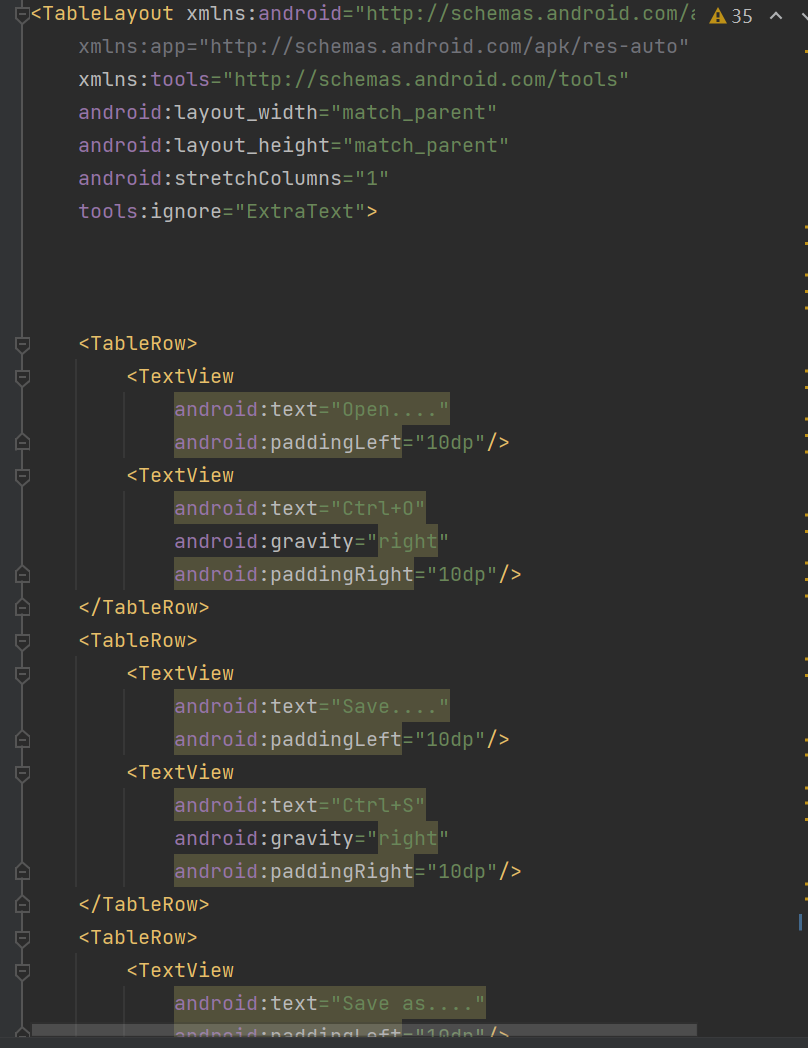 <TableLayout xmlns:android="http://schemas.android.com/a
35
xmlns:app="http://schemas.android.com/apk/res-auto"
xmlns:tools="http://schemas.android.com/tools"
android:layout_width="match_parent"
android:layout_height="match_parent"
android:stretchColumns="1"
tools:ignore="ExtraText">
<TableRow>
<TextView
android:text="Open...."
android:paddingLeft="10dp"/>
<TextView
android:text="Ctrl+O"
android:gravity="right"
android:paddingRight="10dp"/>
</TableRow>
<TableRow>
<TextView
android:text="Save...."
android:paddingLeft="10dp"/>
<TextView
android:text="Ctrl+S"
android:gravity="right"
android:paddingRight="10dp"/>
</TableRow>
<TableRow>
<TextView
android:text="Save as...."
android:paddingLeft="10dp"/>